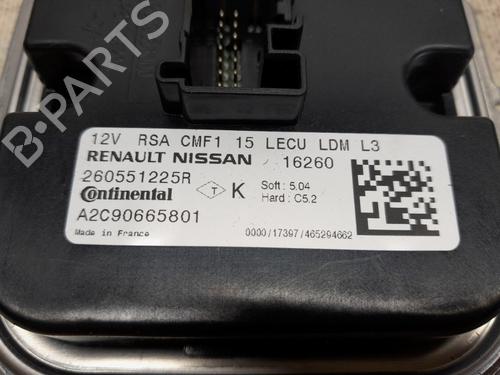 12V RSA CMF1 15 LECU LDM L3
RENAULT NISSAN 16260
260551225R
Continental T K Soft : 5.04
Hard : C5.2
A2C90665801
Made in France 0000/17397/465294662